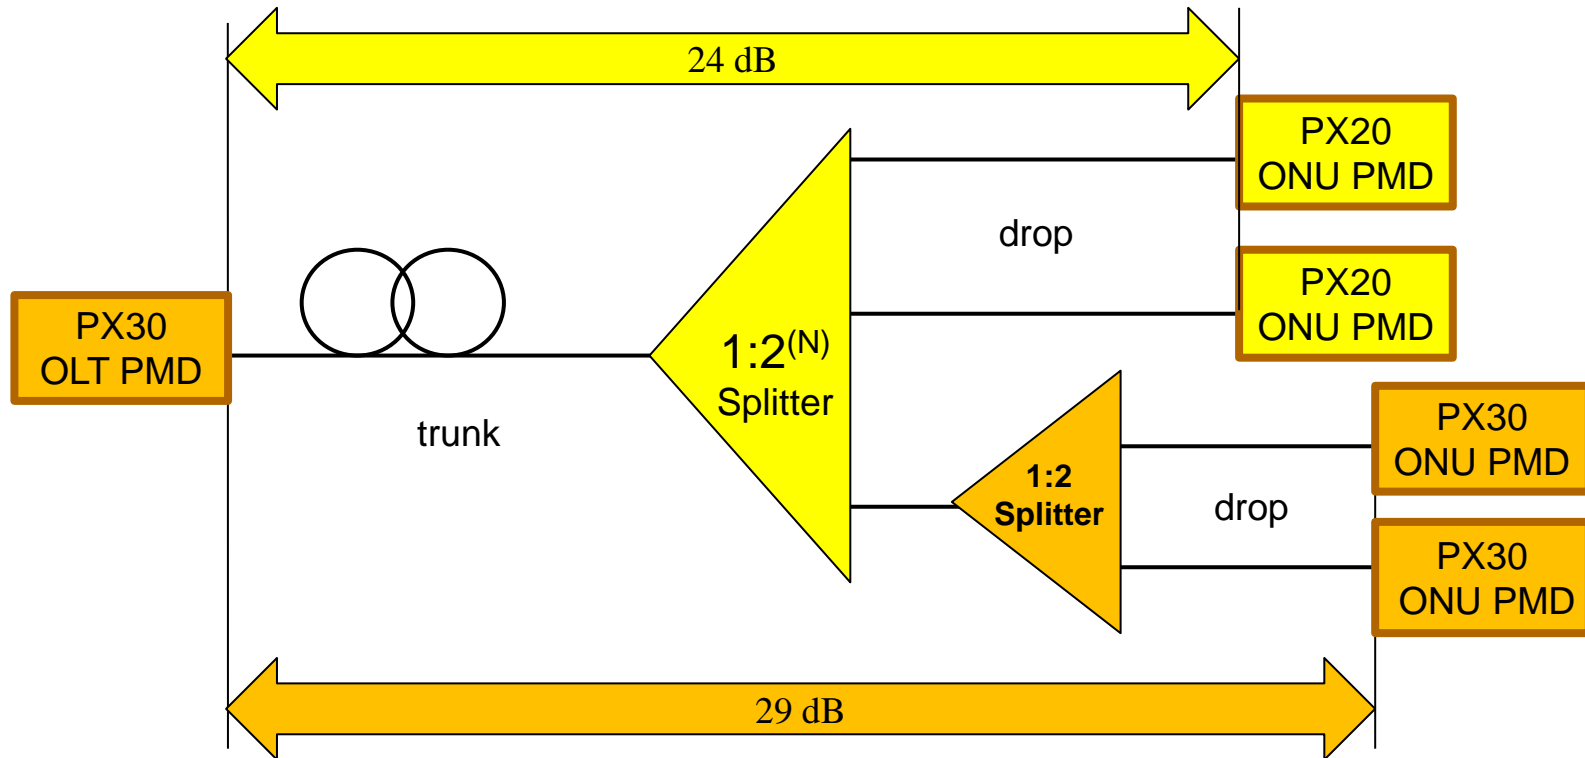 24 dB
PX20
ONU PMD
drop
PX20
ONU PMD
PX30
OLT PMD
1:2(N)
Splitter
trunk
PX30
ONU PMD
1:2
Splitter
drop
PX30
ONU PMD
29 dB